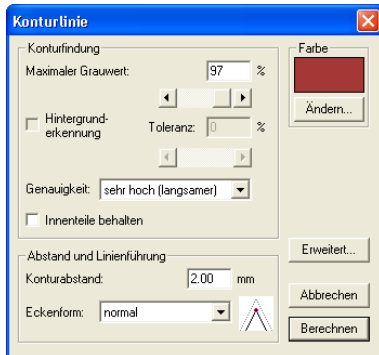 Konturlinie
Konturfindung
Maximaler Grauwert: 97 %
Hintergrund-
erkennung
Toleranz: 0 %
Genauigkeit: sehr hoch (langsamer)
Innenteile behalten
Abstand und Linienführung
Konturabstand: 2.00 mm
Eckenform: normal
Farbe
Ändern...
Erweitert...
Abbrechen
Berechnen